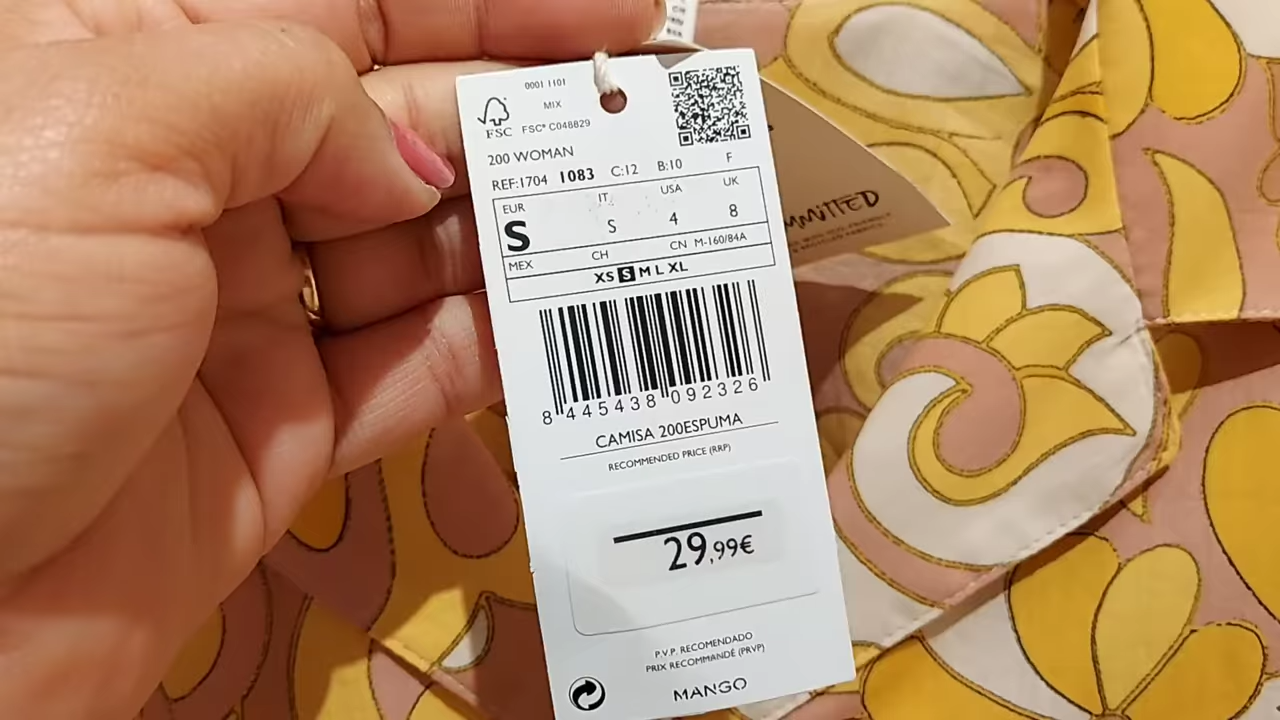 0001 1101
MIX
FSC
FSC® C048829
200 WOMAN
REF:1704 1083 C:12 B:10 F
EUR IT. USA UK
S S 4 8
MEX CH CN M-160/84A
XS S M L XL
8 445438 092326
CAMISA 200ESPUMA
RECOMMENDED PRICE (RRP)
29,99€
P.V.P. RECOMENDADO
PRIX RECOMMANDÉ (PRVP)
MANGO
MMITTED